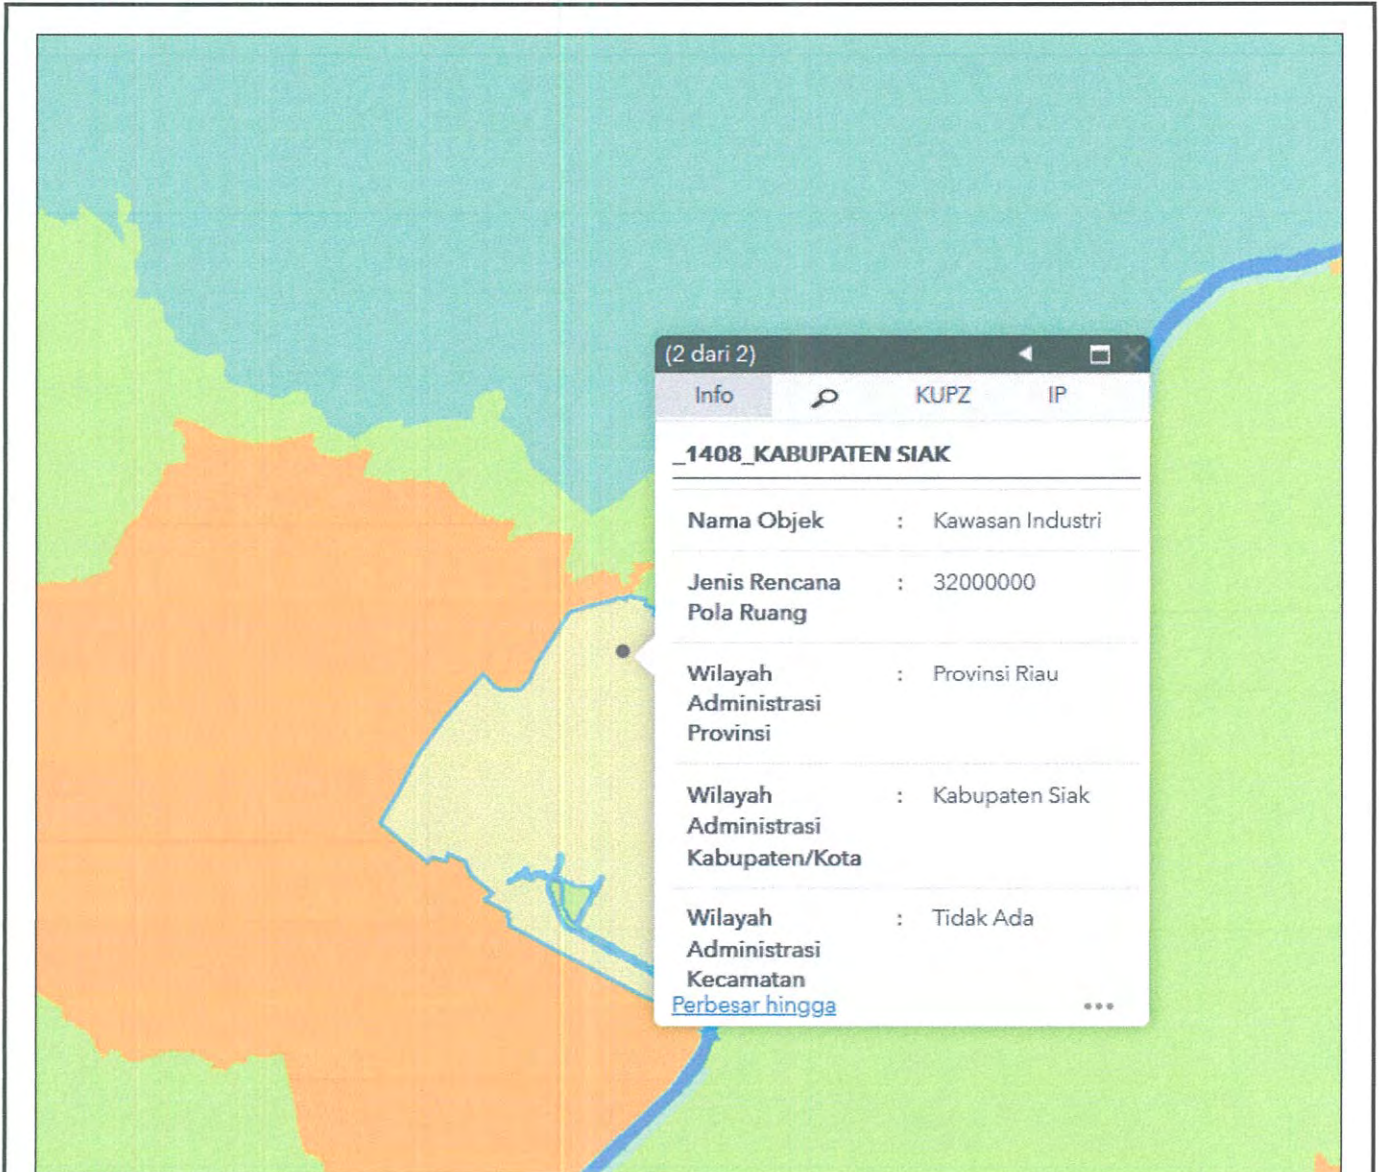 (2 dari 2)
Info KUPZ IP
_1408_KABUPATEN SIAK
Nama Objek : Kawasan Industri
Jenis Rencana : 32000000
Pola Ruang
Wilayah : Provinsi Riau
Administrasi
Provinsi
Wilayah : Kabupaten Siak
Administrasi
Kabupaten/Kota
Wilayah : Tidak Ada
Administrasi
Kecamatan
Perbesar hingga